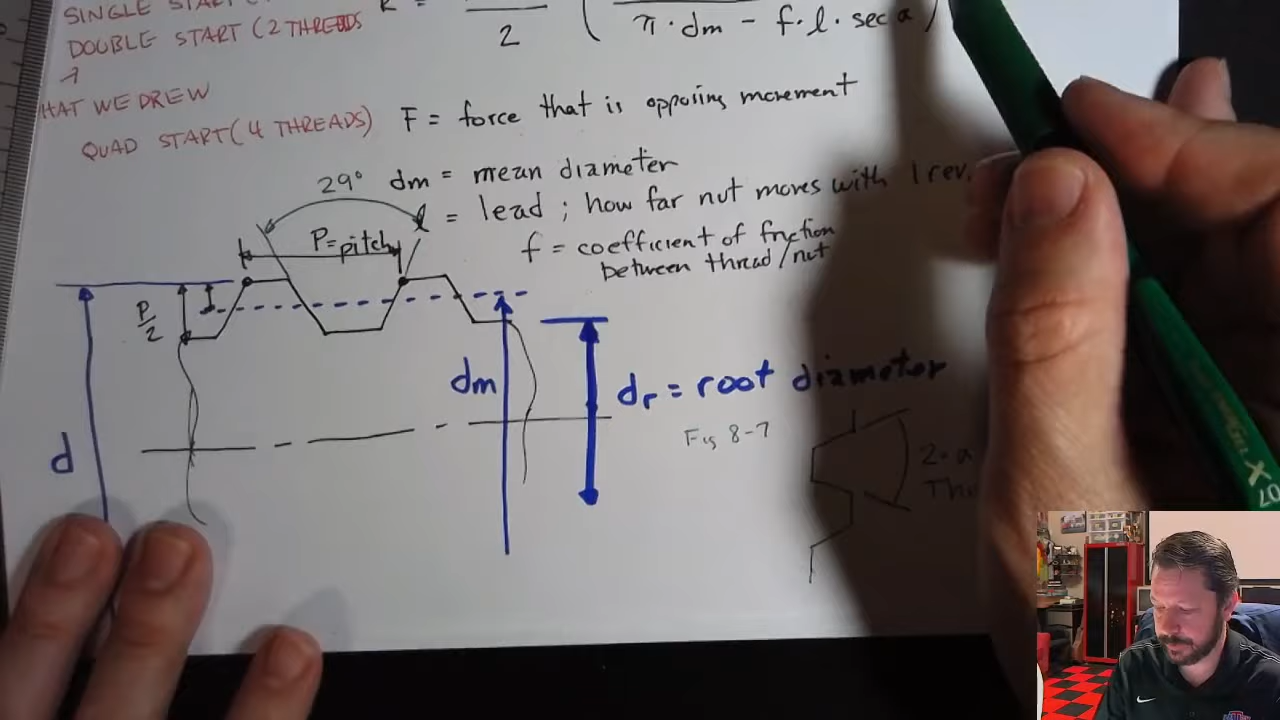 SINGLE
DOUBLE START (2 THREADS
HAT WE DREW
QUAD START (4 THREADS)
2
π · dm - f · l · sec α
F = force that is opposing movement
dm = mean diameter
l = lead ; how far nut moves with 1 rev.
f = coefficient of friction
between thread/nut
29°
P = pitch
P/2
d
dm
dr = root diameter
Fig 8-7
2 · α